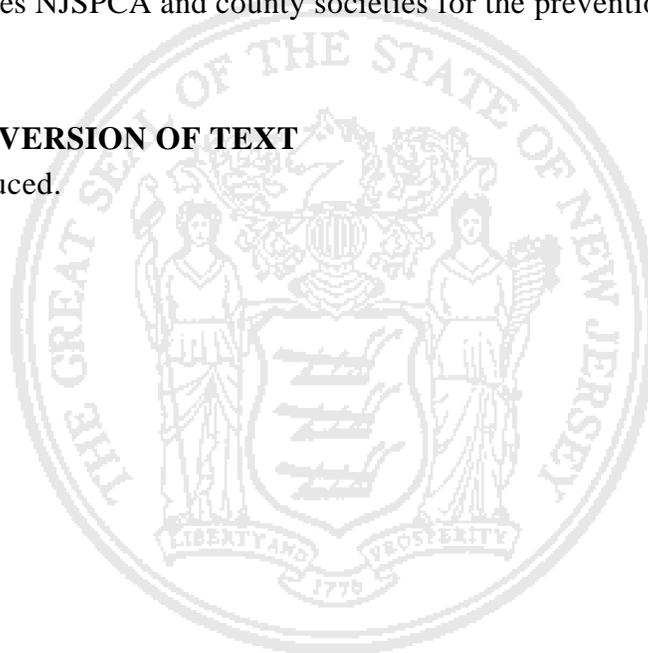 es NJSPCA and county societies for the preventio
VERSION OF TEXT
uced.
THE GREAT SEAL OF THE STATE OF NEW JERSEY
LIBERTY AND PROSPERITY
1776